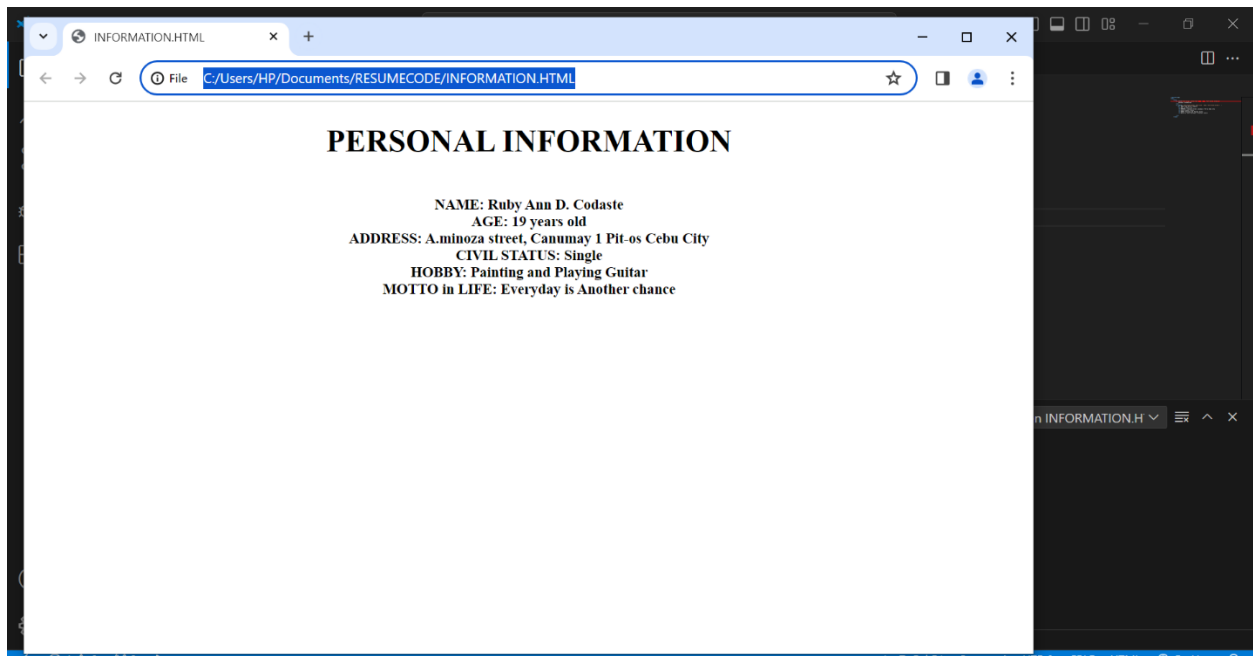 INFORMATION.HTML
File C:/Users/HP/Documents/RESUMECODE/INFORMATION.HTML
PERSONAL INFORMATION
NAME: Ruby Ann D. Codaste
AGE: 19 years old
ADDRESS: A.minoza street, Canumay 1 Pit-os Cebu City
CIVIL STATUS: Single
HOBBY: Painting and Playing Guitar
MOTTO in LIFE: Everyday is Another chance
n INFORMATION.H